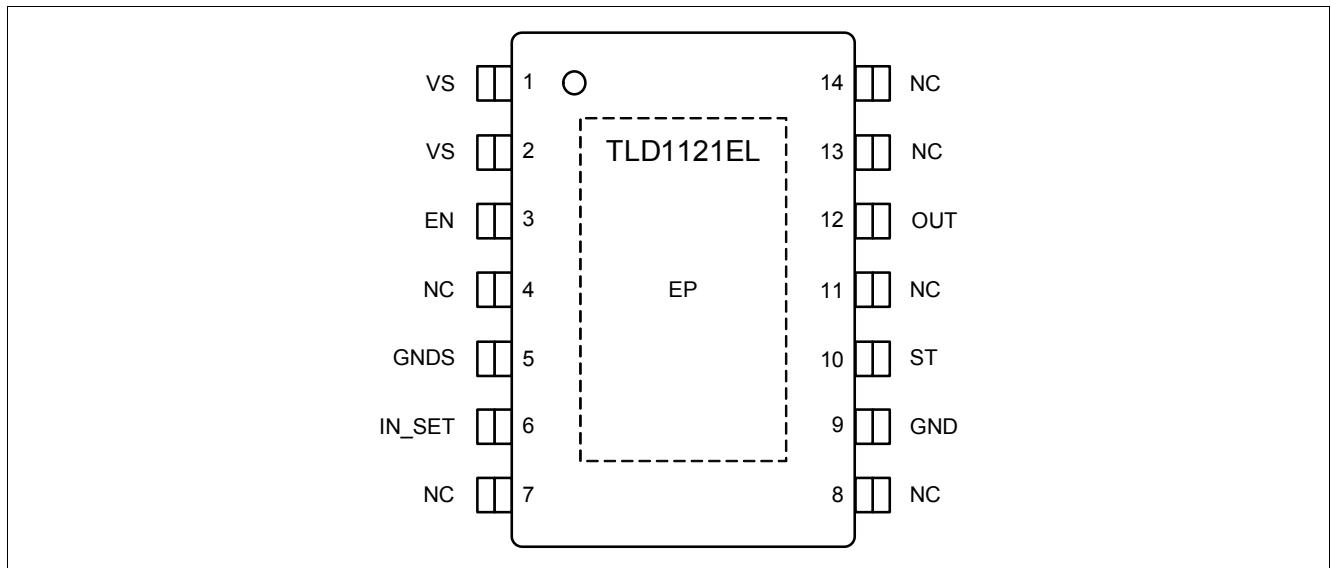 VS 1 14 NC
VS 2 TLD1121EL 13 NC
EN 3 12 OUT
NC 4 EP 11 NC
GNDS 5 10 ST
IN_SET 6 9 GND
NC 7 8 NC